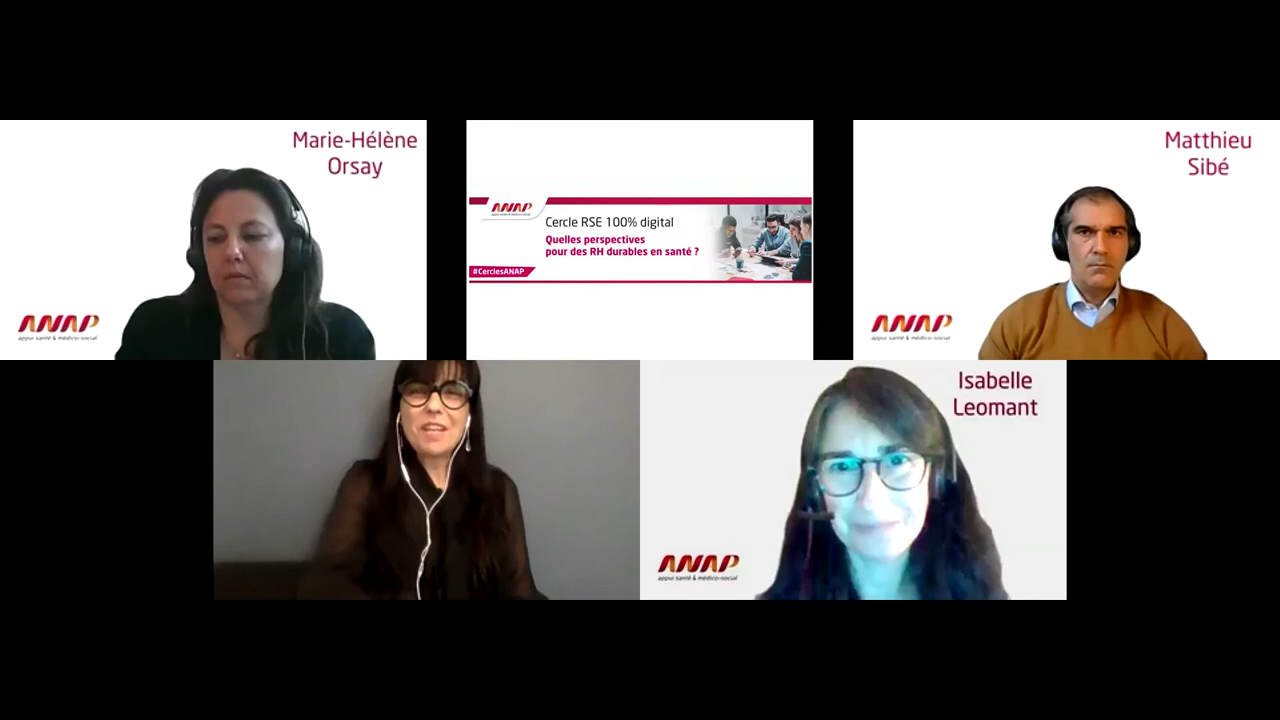 Marie-Hélène
Orsay
ANAP
appui santé & médico-social
ANAP
Cercle RSE 100% digital
Quelles perspectives
pour des RH durables en santé ?
#CerclesANAP
Matthieu
Sibé
ANAP
appui santé & médico-social
Isabelle
Leomant
ANAP
appui santé & médico-social